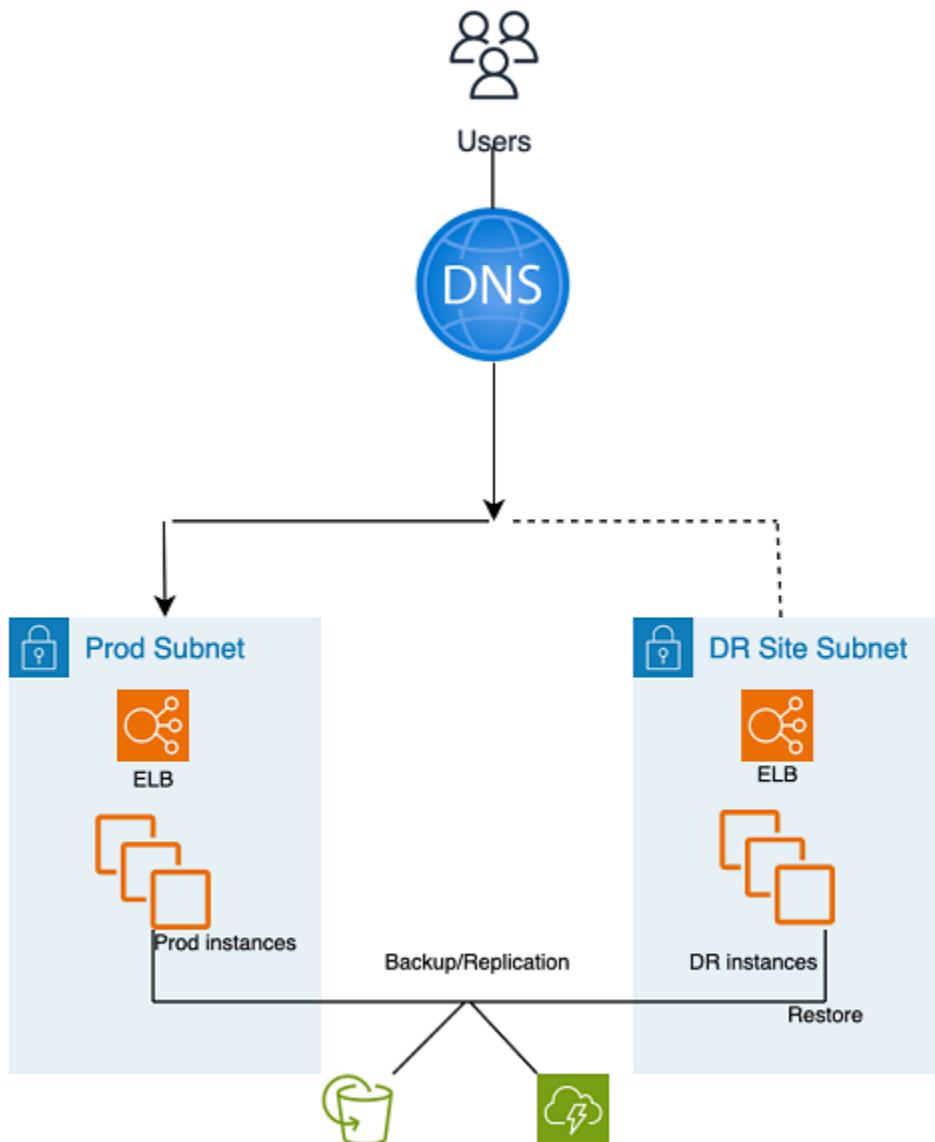 Users
DNS
Prod Subnet
DR Site Subnet
ELB
ELB
Prod instances
Backup/Replication
DR instances
Restore